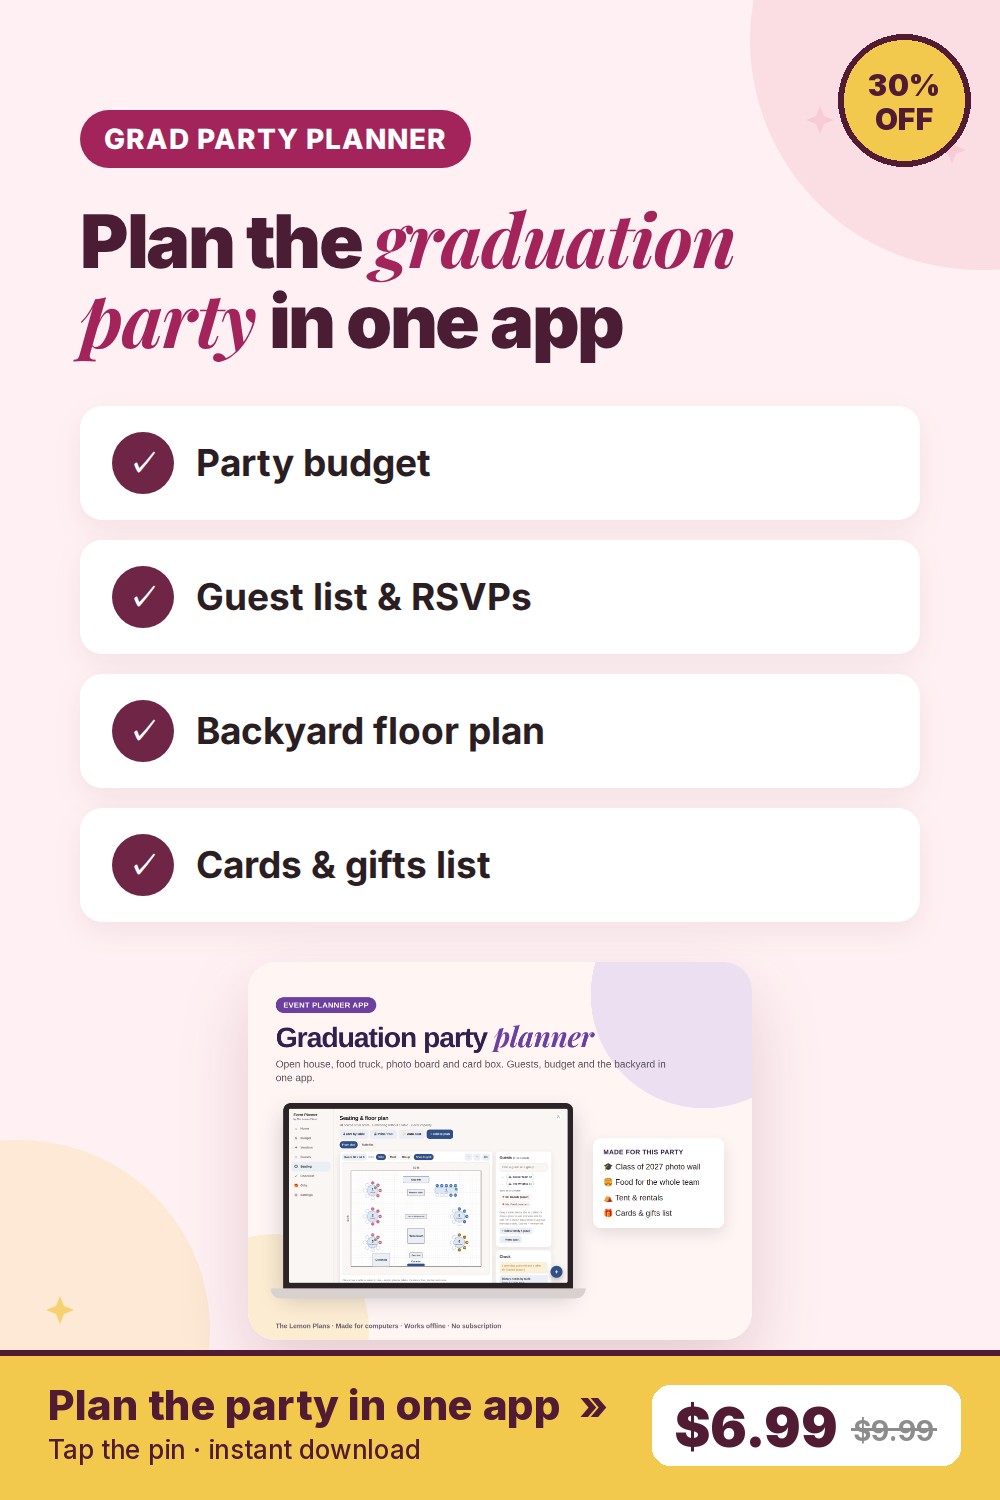 30%
OFF
GRAD PARTY PLANNER
Plan the graduation
party in one app
✓ Party budget
✓ Guest list & RSVPs
✓ Backyard floor plan
✓ Cards & gifts list
EVENT PLANNER APP
Graduation party planner
Open house, food truck, photo board and card box. Guests, budget and the backyard in
one app.
Seating & floor plan
MADE FOR THIS PARTY
🎓 Class of 2027 photo wall
🍔 Food for the whole team
⛺ Tent & rentals
🎁 Cards & gifts list
The Lemon Plans · Made for computers · Works offline · No subscription
Plan the party in one app »
Tap the pin · instant download
$6.99 $9.99